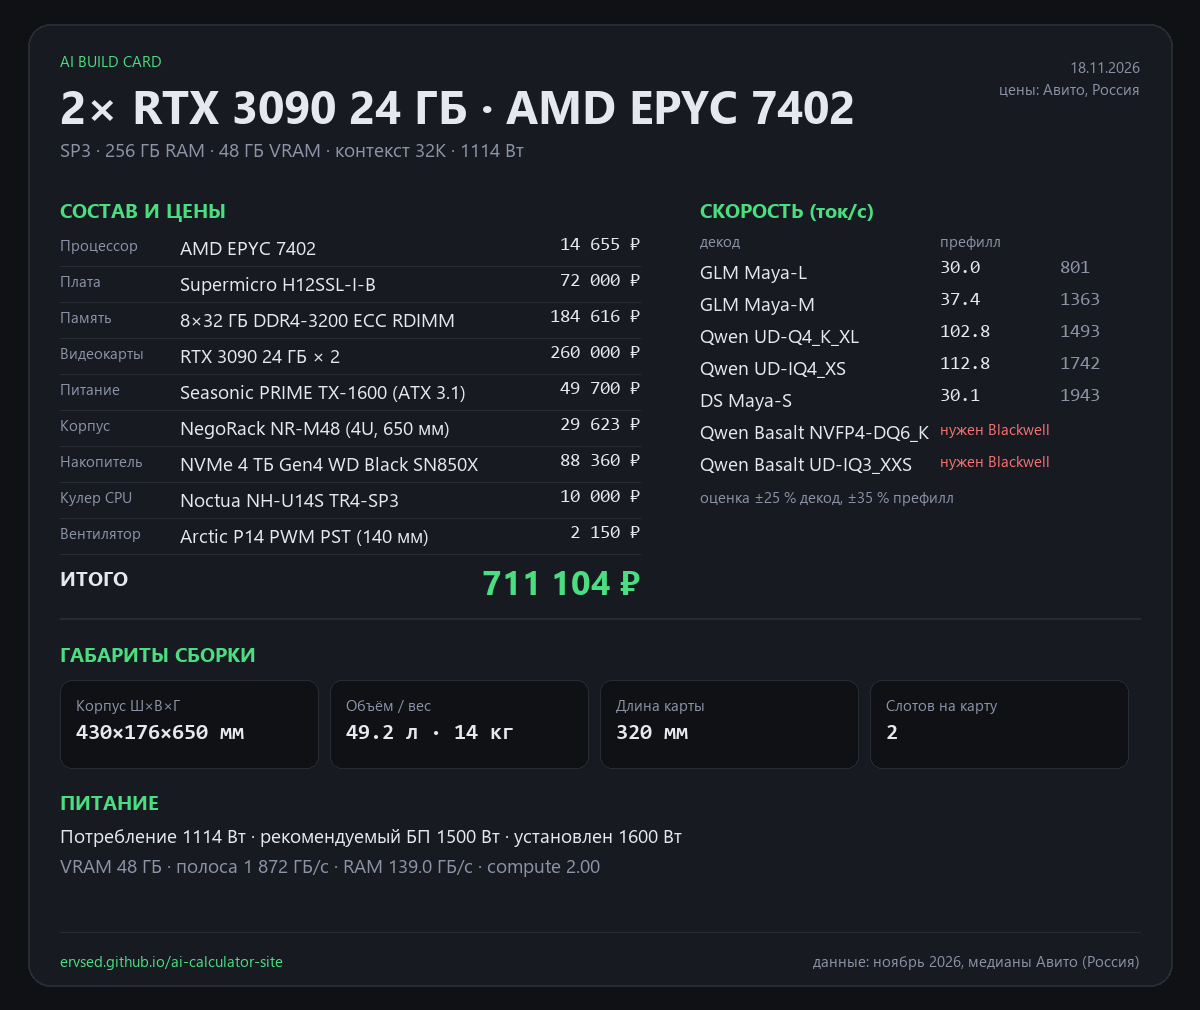 AI BUILD CARD
18.11.2026
2× RTX 3090 24 ГБ · AMD EPYC 7402
цены: Авито, Россия
SP3 · 256 ГБ RAM · 48 ГБ VRAM · контекст 32К · 1114 Вт
СОСТАВ И ЦЕНЫ
Процессор AMD EPYC 7402 14 655 ₽
Плата Supermicro H12SSL-I-B 72 000 ₽
Память 8×32 ГБ DDR4-3200 ECC RDIMM 184 616 ₽
Видеокарты RTX 3090 24 ГБ × 2 260 000 ₽
Питание Seasonic PRIME TX-1600 (ATX 3.1) 49 700 ₽
Корпус NegoRack NR-M48 (4U, 650 мм) 29 623 ₽
Накопитель NVMe 4 ТБ Gen4 WD Black SN850X 88 360 ₽
Кулер CPU Noctua NH-U14S TR4-SP3 10 000 ₽
Вентилятор Arctic P14 PWM PST (140 мм) 2 150 ₽
ИТОГО 711 104 ₽
СКОРОСТЬ (ток/с)
декод префилл
GLM Maya-L 30.0 801
GLM Maya-M 37.4 1363
Qwen UD-Q4_K_XL 102.8 1493
Qwen UD-IQ4_XS 112.8 1742
DS Maya-S 30.1 1943
Qwen Basalt NVFP4-DQ6_K нужен Blackwell
Qwen Basalt UD-IQ3_XXS нужен Blackwell
оценка ±25 % декод, ±35 % префилл
ГАБАРИТЫ СБОРКИ
Корпус Ш×В×Г
430×176×650 мм
Объём / вес
49.2 л · 14 кг
Длина карты
320 мм
Слотов на карту
2
ПИТАНИЕ
Потребление 1114 Вт · рекомендуемый БП 1500 Вт · установлен 1600 Вт
VRAM 48 ГБ · полоса 1 872 ГБ/с · RAM 139.0 ГБ/с · compute 2.00
ervsed.github.io/ai-calculator-site
данные: ноябрь 2026, медианы Авито (Россия)